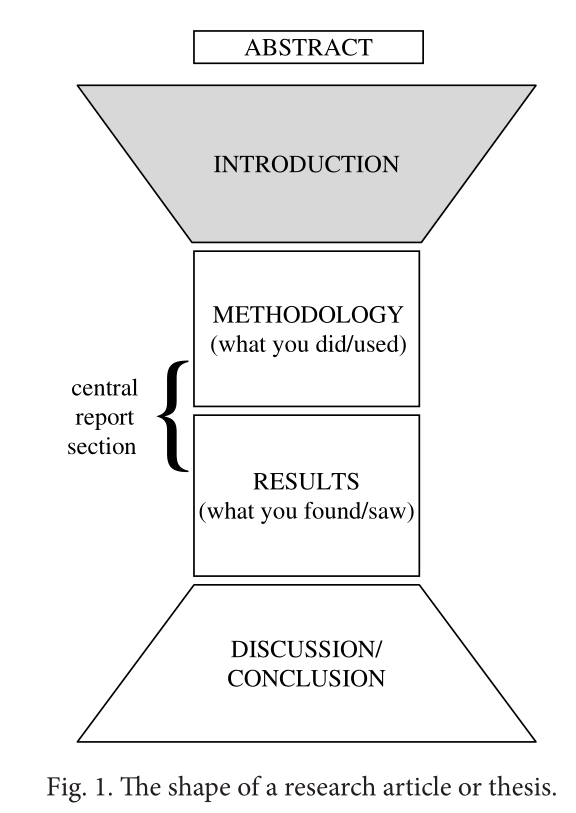 ABSTRACT
INTRODUCTION
METHODOLOGY
(what you did/used)
central
report
section
RESULTS
(what you found/saw)
DISCUSSION/
CONCLUSION
Fig. 1. The shape of a research article or thesis.